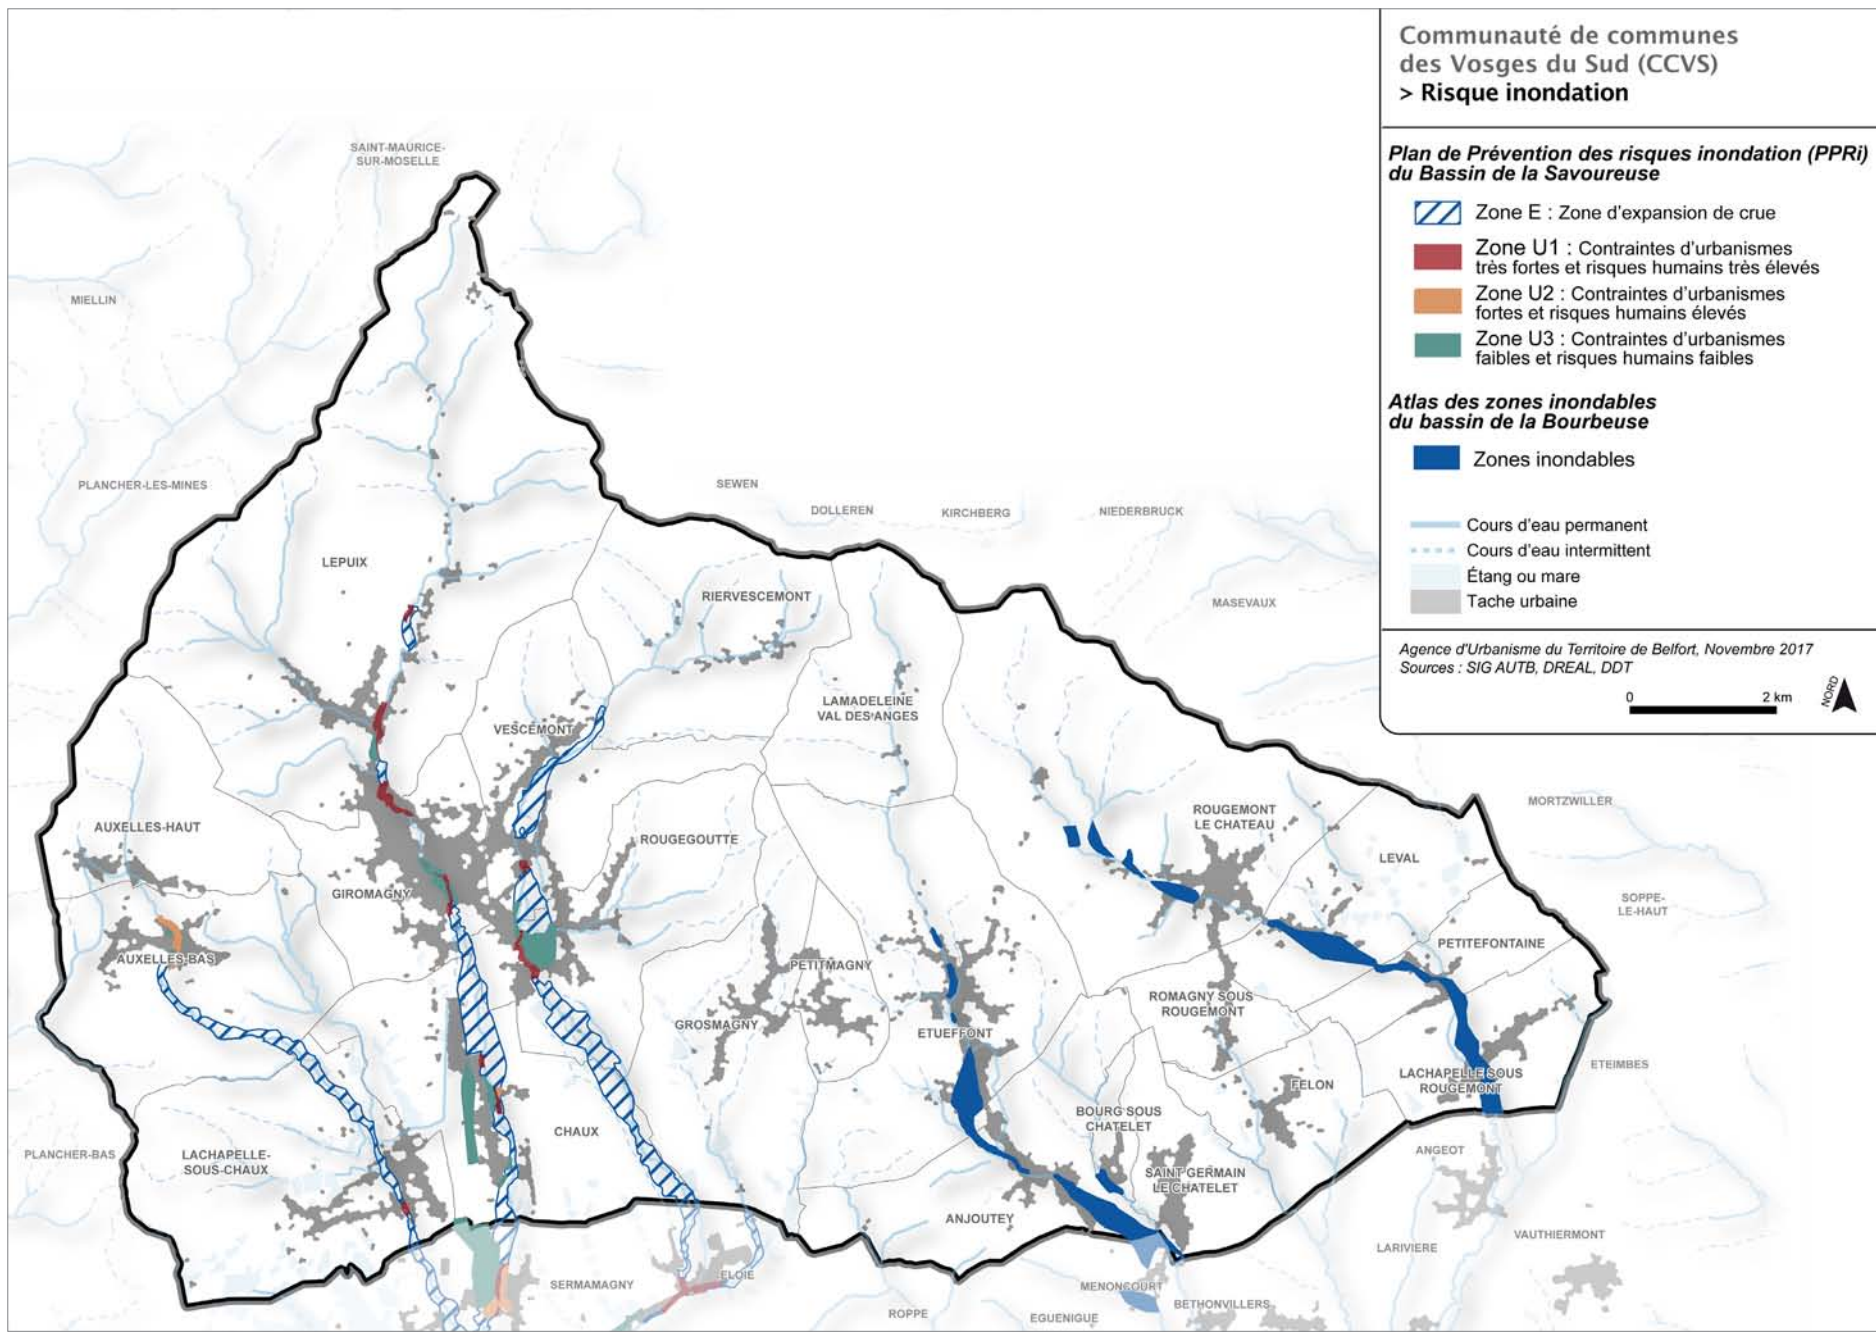 Communauté de communes
des Vosges du Sud (CCVS)
> Risque inondation
Plan de Prévention des risques inondation (PPRi)
du Bassin de la Savoureuse
Zone E : Zone d'expansion de crue
Zone U1 : Contraintes d'urbanismes
très fortes et risques humains très élevés
Zone U2 : Contraintes d'urbanismes
fortes et risques humains élevés
Zone U3 : Contraintes d'urbanismes
faibles et risques humains faibles
Atlas des zones inondables
du bassin de la Bourbeuse
Zones inondables
Cours d'eau permanent
Cours d'eau intermittent
Étang ou mare
Tache urbaine
Agence d'Urbanisme du Territoire de Belfort, Novembre 2017
Sources : SIG AUTB, DREAL, DDT
0 2 km
NORD
SAINT-MAURICE-
SUR-MOSELLE
MIELLIN
PLANCHER-LES-MINES
SEWEN
DOLLEREN
KIRCHBERG
NIEDERBRUCK
LEPUIX
RIERVESCEMONT
MASEVAUX
LAMADELEINE
VAL DES ANGES
VESCEMONT
MORTZWILLER
ROUGEMONT
LE CHATEAU
AUXELLES-HAUT
ROUGEGOUTTE
LEVAL
GIROMAGNY
SOPPE-
LE-HAUT
PETITEFONTAINE
AUXELLES-BAS
PETITMAGNY
ROMAGNY SOUS
ROUGEMONT
GROSMAGNY
ETUEFFONT
ETEIMBES
LACHAPELLE SOUS
ROUGEMONT
FELON
BOURG SOUS
CHATELET
CHAUX
PLANCHER-BAS
LACHAPELLE-
SOUS-CHAUX
ANGEOT
SAINT GERMAIN
LE CHATELET
ANJOUTEY
VAUTHIERMONT
LARIVIERE
SERMAMAGNY
ELOIE
MENONCOURT
BETHONVILLERS
ROPPE
EGUENIGUE